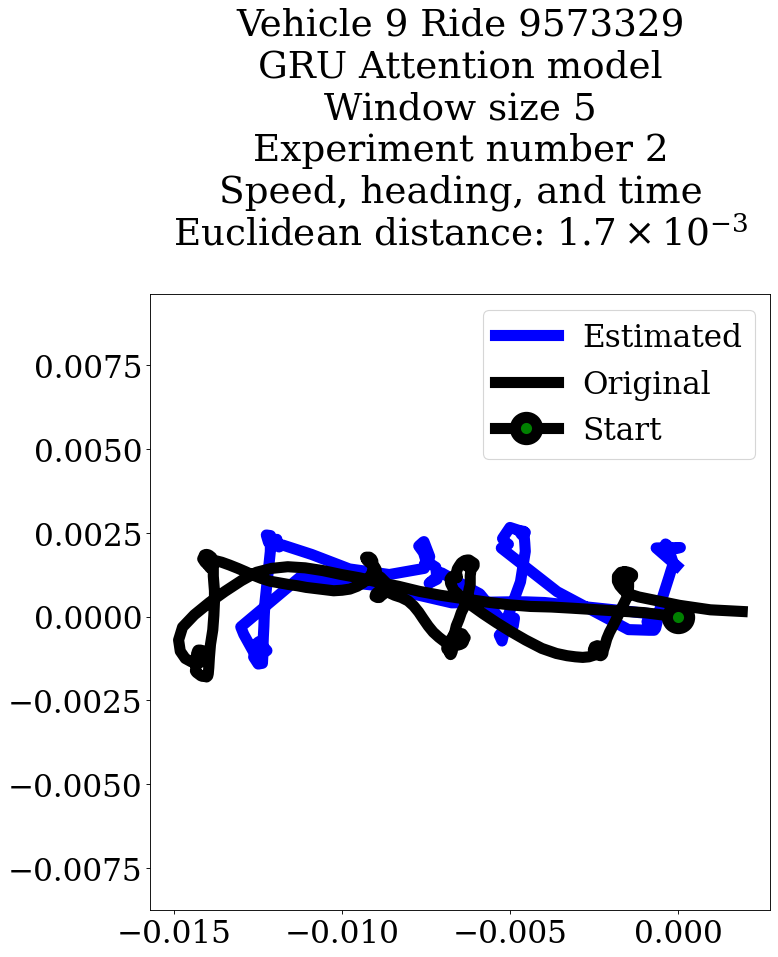 Vehicle 9 Ride 9573329
GRU Attention model
Window size 5
Experiment number 2
Speed, heading, and time
Euclidean distance: 1.7 × 10⁻³
Estimated
Original
Start
0.0075
0.0050
0.0025
0.0000
−0.0025
−0.0050
−0.0075
−0.015 −0.010 −0.005 0.000